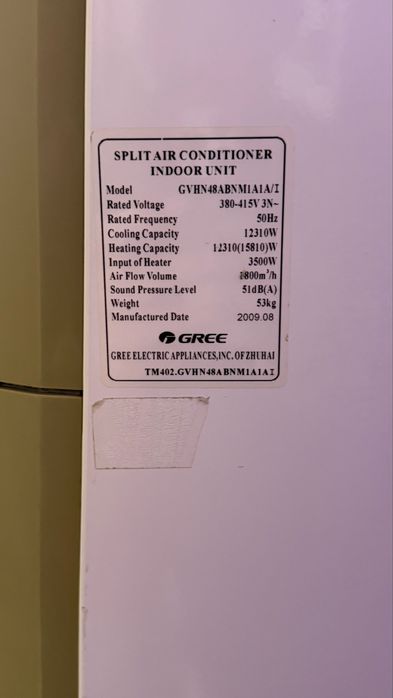 SPLIT AIR CONDITIONER
INDOOR UNIT
Model GVHN48ABNM1A1A/I
Rated Voltage 380-415V 3N~
Rated Frequency 50Hz
Cooling Capacity 12310W
Heating Capacity 12310(15810)W
Input of Heater 3500W
Air Flow Volume 1800m³/h
Sound Pressure Level 51dB(A)
Weight 53kg
Manufactured Date 2009.08
GREE
GREE ELECTRIC APPLIANCES,INC.OF ZHUHAI
TM402.GVHN48ABNM1A1AI